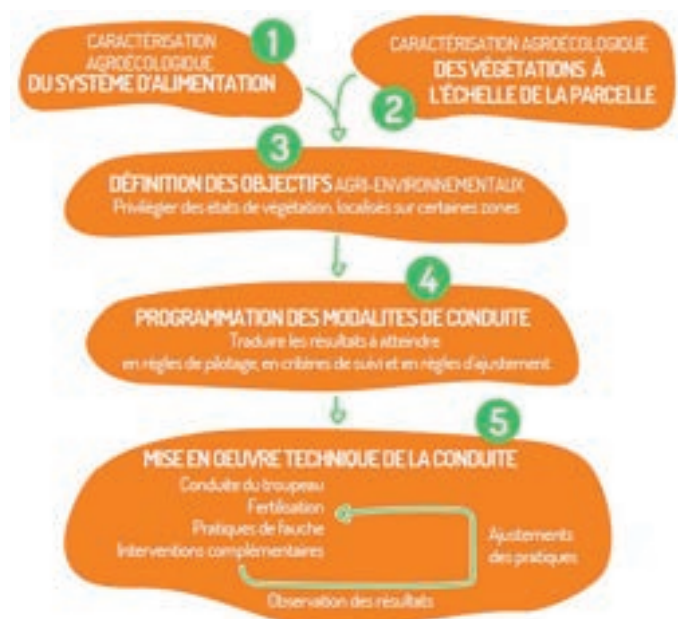 1
CARACTÉRISATION
AGROÉCOLOGIQUE
DU SYSTÈME D'ALIMENTATION
CARACTÉRISATION AGROÉCOLOGIQUE
DES VÉGÉTATIONS À
L'ÉCHELLE DE LA PARCELLE
2
3
DÉFINITION DES OBJECTIFS AGRI-ENVIRONNEMENTAUX
Privilégier des états de végétation, localisés sur certaines zones
4
PROGRAMMATION DES MODALITÉS DE CONDUITE
Traduire les résultats à atteindre
en règles de pilotage, en critères de suivi et en règles d'ajustement
5
MISE EN OEUVRE TECHNIQUE DE LA CONDUITE
Conduite du troupeau
Fertilisation
Pratiques de fauche
Interventions complémentaires
Ajustements
des pratiques
Observation des résultats